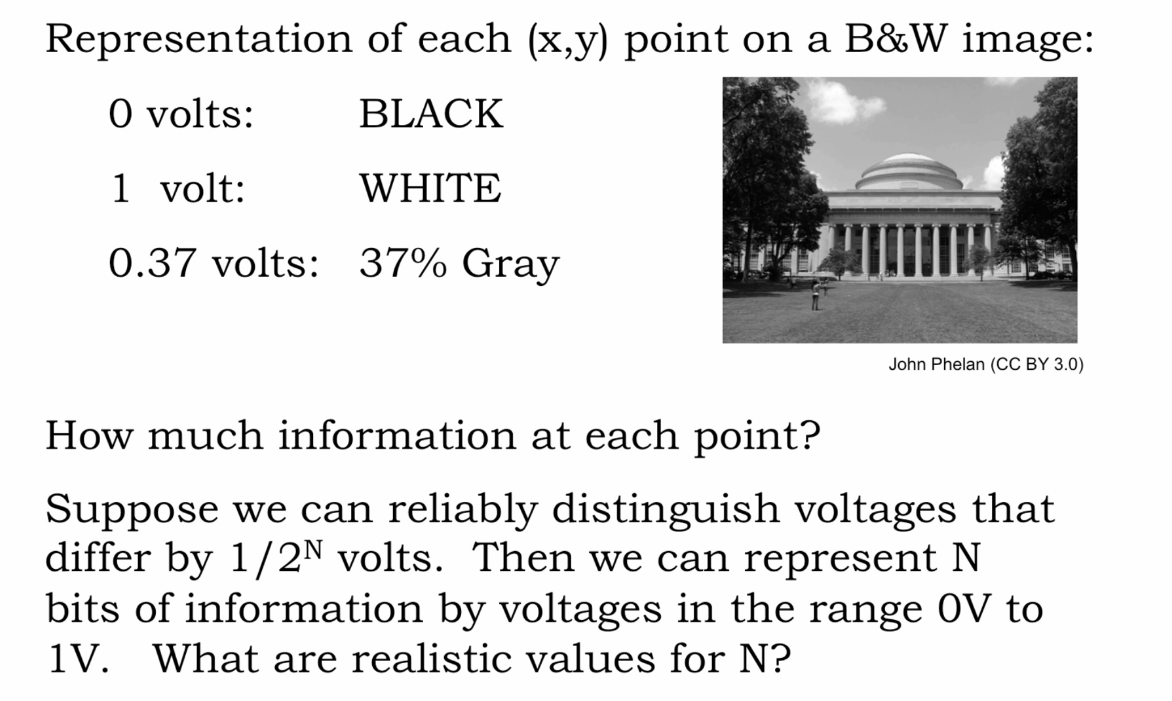 Representation of each (x,y) point on a B&W image:
0 volts: BLACK
1 volt: WHITE
0.37 volts: 37% Gray
John Phelan (CC BY 3.0)
How much information at each point?
Suppose we can reliably distinguish voltages that
differ by 1/2ᴺ volts. Then we can represent N
bits of information by voltages in the range 0V to
1V. What are realistic values for N?